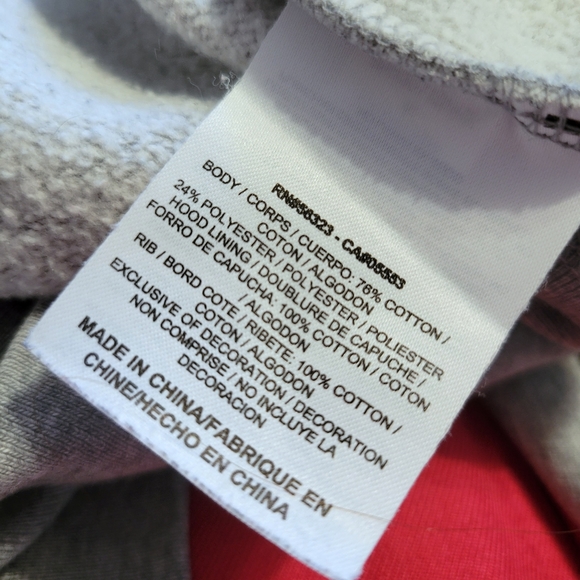 RN#56323 - CA#05553
BODY / CORPS / CUERPO: 76% COTTON /
COTON / ALGODON
24% POLYESTER / POLYESTER / POLIESTER
HOOD LINING / DOUBLURE DE CAPUCHE /
FORRO DE CAPUCHA: 100% COTTON / COTON
/ ALGODON
RIB / BORD COTE / RIBETE: 100% COTTON /
COTON / ALGODON
EXCLUSIVE OF DECORATION / DECORATION
NON COMPRISE / NO INCLUYE LA
DECORACION
MADE IN CHINA/FABRIQUE EN
CHINE/HECHO EN CHINA